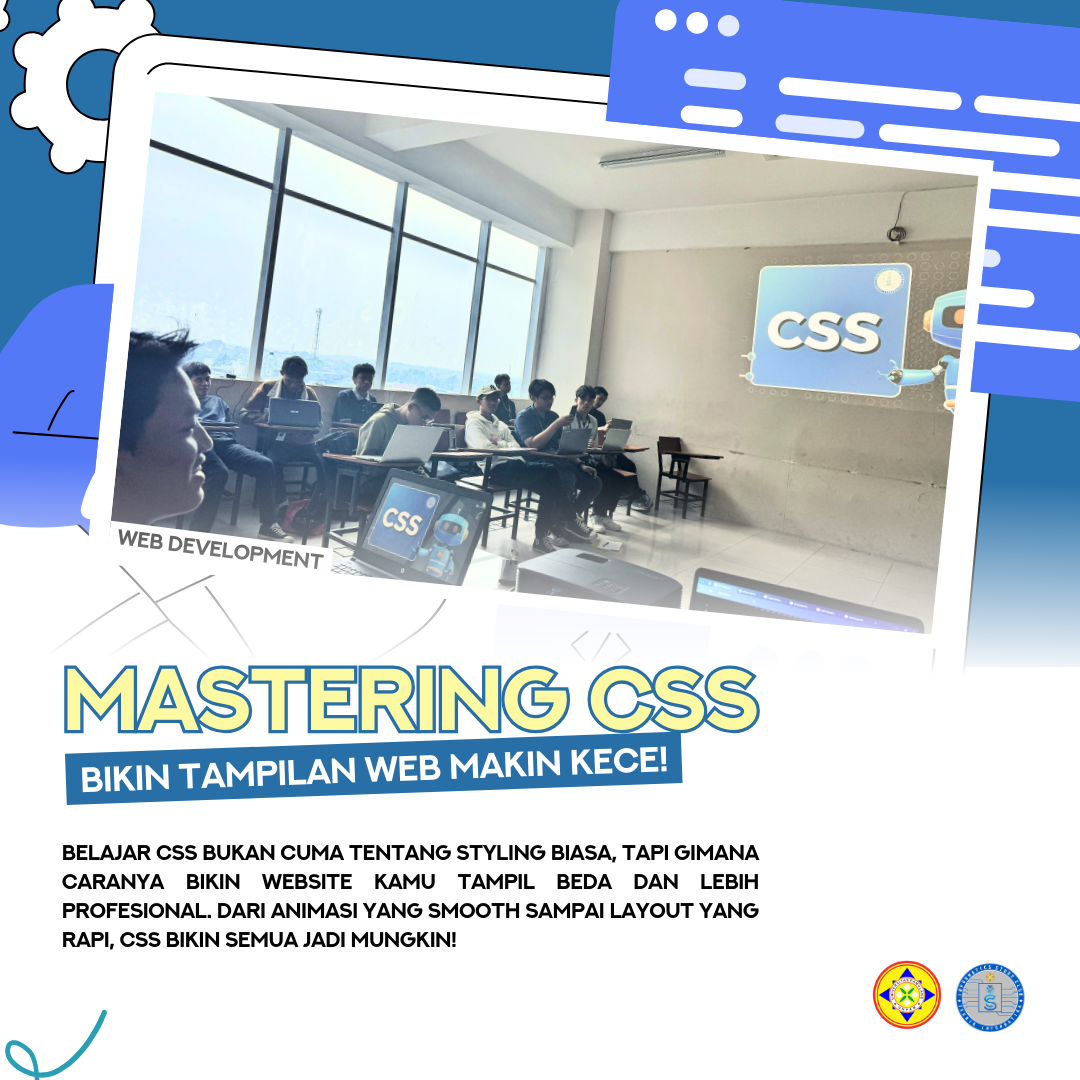 CSS
CSS
WEB DEVELOPMENT
MASTERING CSS
BIKIN TAMPILAN WEB MAKIN KECE!
BELAJAR CSS BUKAN CUMA TENTANG STYLING BIASA, TAPI GIMANA
CARANYA BIKIN WEBSITE KAMU TAMPIL BEDA DAN LEBIH
PROFESIONAL. DARI ANIMASI YANG SMOOTH SAMPAI LAYOUT YANG
RAPI, CSS BIKIN SEMUA JADI MUNGKIN!